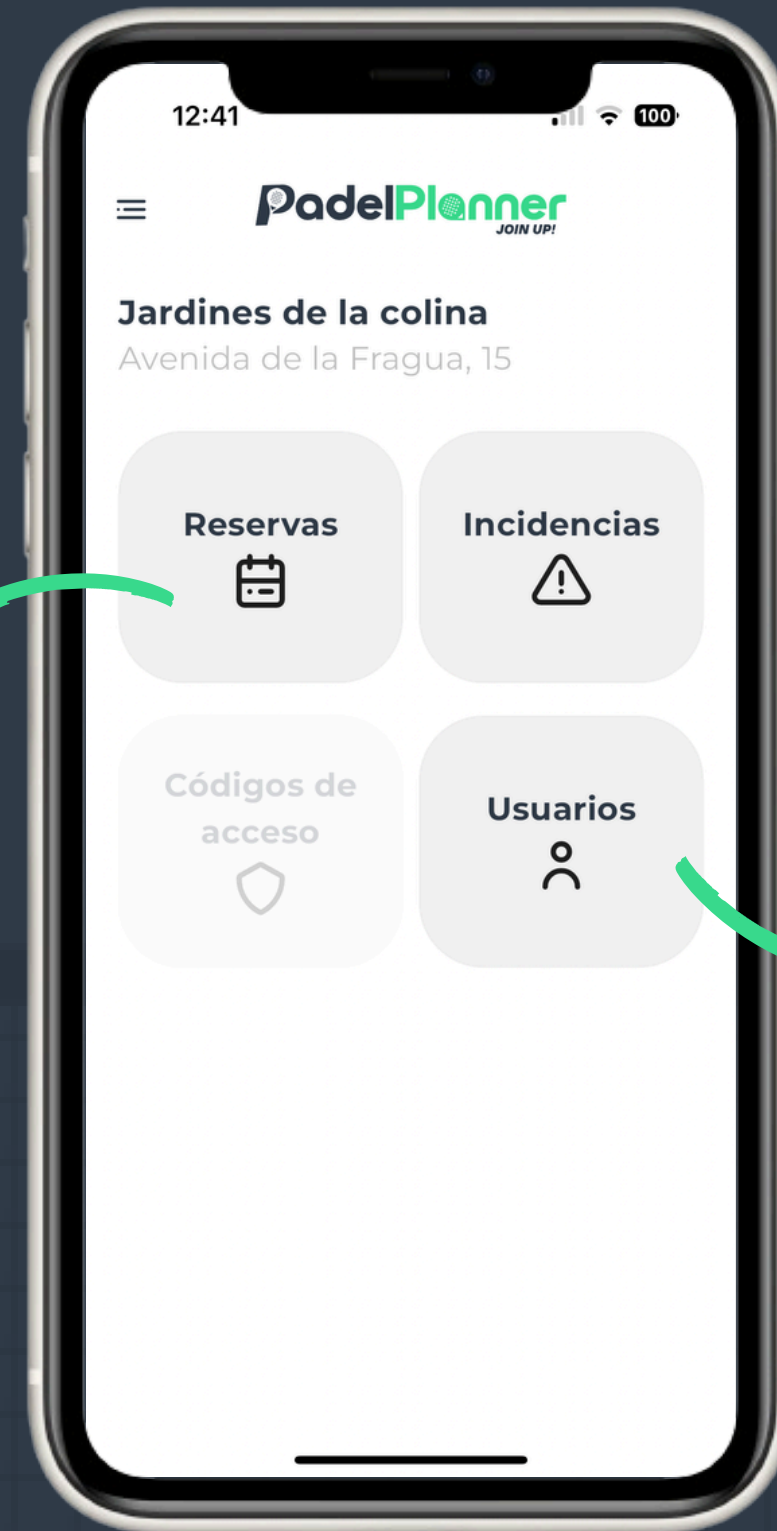 12:41
100
PadelPlanner
JOIN UP!
Jardines de la colina
Avenida de la Fragua, 15
Reservas
Incidencias
Códigos de
acceso
Usuarios